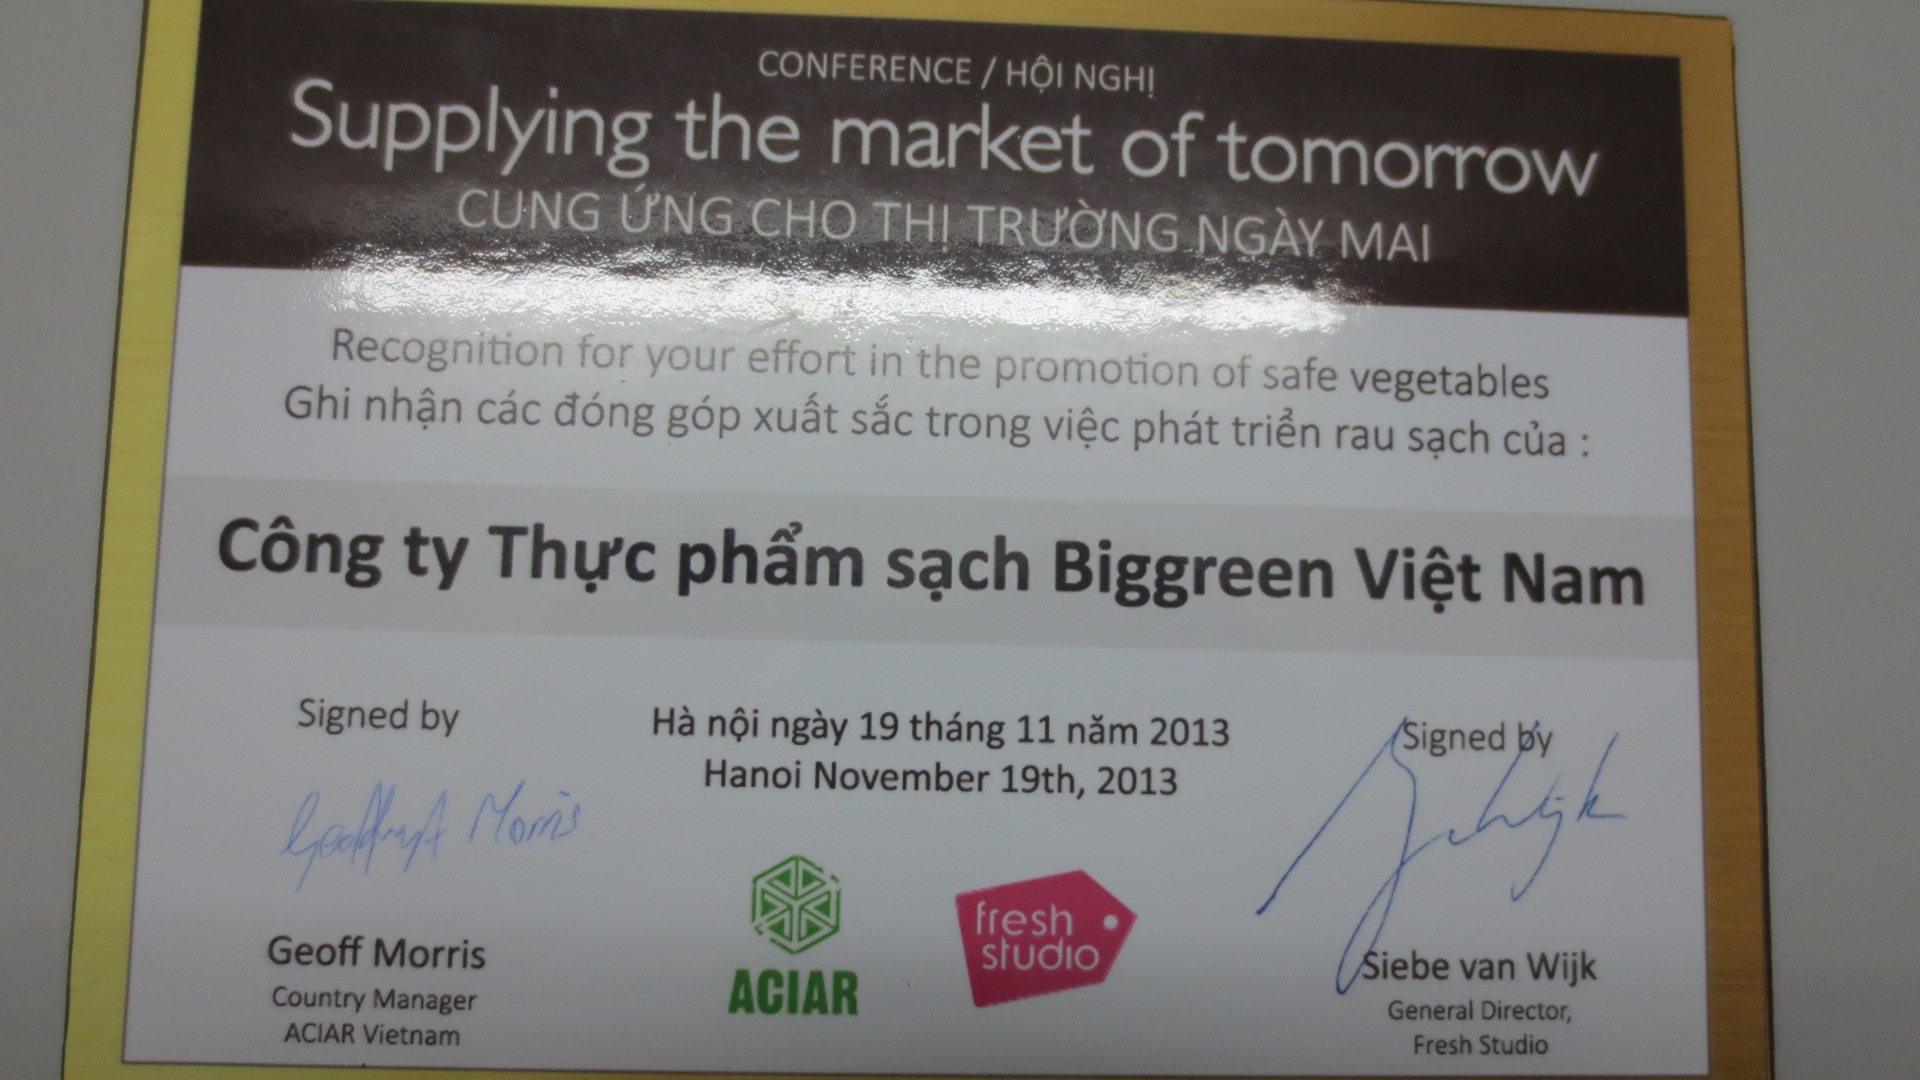 CONFERENCE / HỘI NGHỊ
Supplying the market of tomorrow
CUNG ỨNG CHO THỊ TRƯỜNG NGÀY MAI
Recognition for your effort in the promotion of safe vegetables
Ghi nhận các đóng góp xuất sắc trong việc phát triển rau sạch của :
Công ty Thực phẩm sạch Biggreen Việt Nam
Signed by
Geoffrey A Morris
Geoff Morris
Country Manager
ACIAR Vietnam
Hà nội ngày 19 tháng 11 năm 2013
Hanoi November 19th, 2013
ACIAR
fresh
studio
Signed by
Siebe van Wijk
General Director,
Fresh Studio